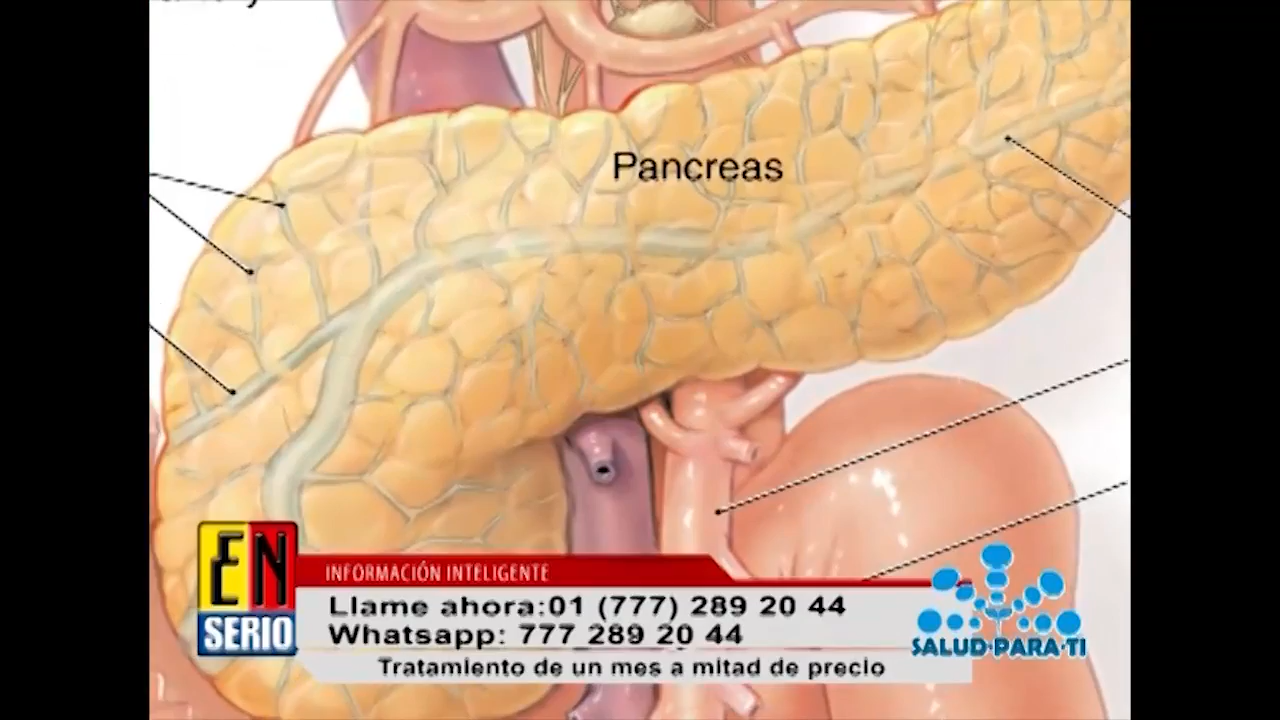 Pancreas
EN
SERIO
INFORMACIÓN INTELIGENTE
Llame ahora:01 (777) 289 20 44
Whatsapp: 777 289 20 44
Tratamiento de un mes a mitad de precio
SALUD·PARA·TI